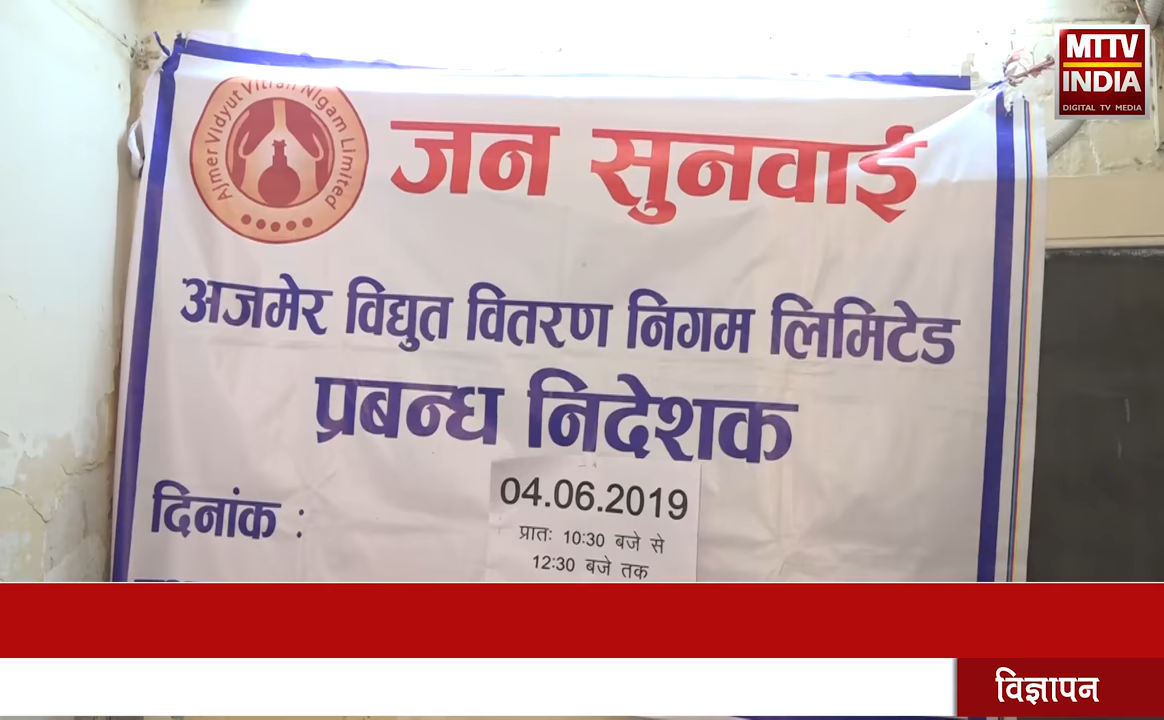 MTTV
INDIA
DIGITAL TV MEDIA
Ajmer Vidyut Vitran Nigam Limited
जन सुनवाई
अजमेर विद्युत वितरण निगम लिमिटेड
प्रबन्ध निदेशक
दिनांक :
04.06.2019
प्रातः 10:30 बजे से
12:30 बजे तक
विज्ञापन